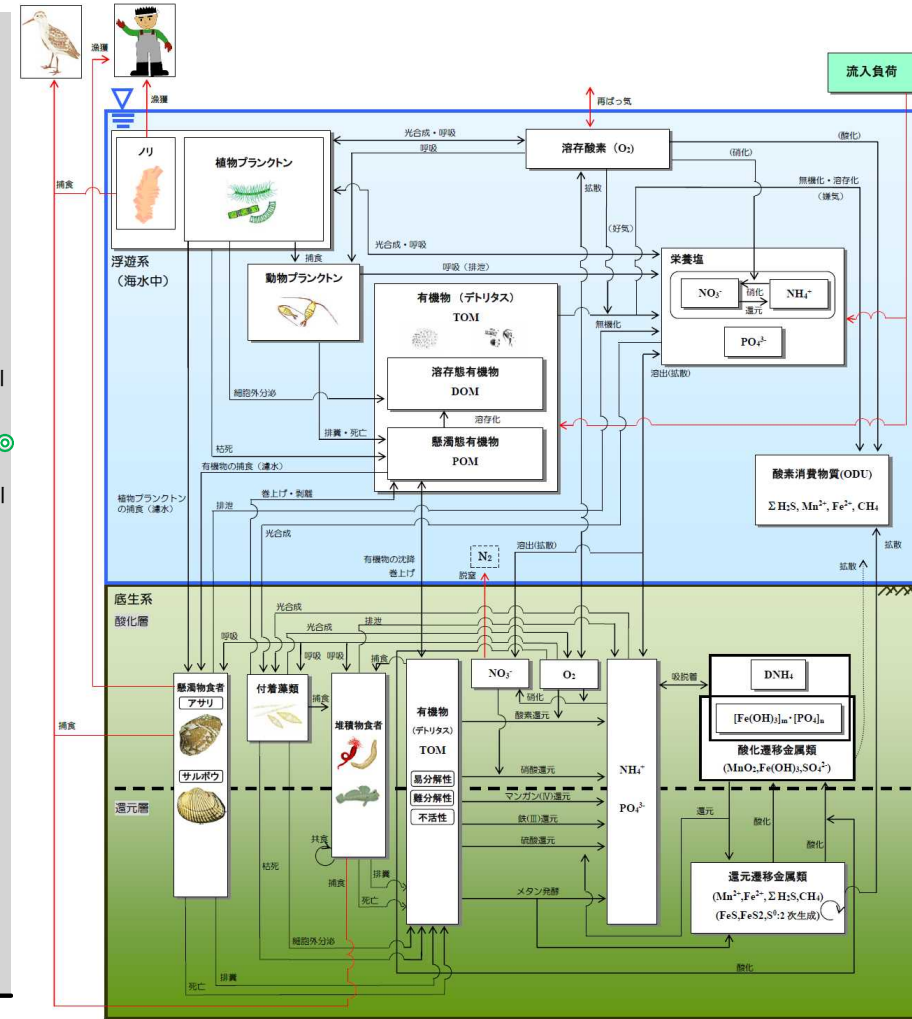 漁獲
流入負荷
漁獲
再ばっ気
ノリ
植物プランクトン
光合成・呼吸
呼吸
溶存酸素（O₂）
(酸化)
(硝化)
捕食
拡散
無機化・溶存化
（嫌気）
(好気)
光合成・呼吸
浮遊系
（海水中）
捕食
動物プランクトン
呼吸（排泄）
栄養塩
NO₃⁻
硝化
還元
NH₄⁺
PO₄³⁻
有機物（デトリタス）
TOM
無機化
溶出(拡散)
溶存態有機物
DOM
細胞外分泌
溶存化
排糞・死亡
懸濁態有機物
POM
枯死
有機物の捕食（濾水）
酸素消費物質(ODU)
ΣH₂S, Mn²⁺, Fe²⁺, CH₄
植物プランクトン
の捕食（濾水）
巻上げ・剥離
排泄
光合成
有機物の沈降
巻上げ
N₂
脱窒
溶出(拡散)
拡散
拡散
底生系
酸化層
光合成
光合成
排泄
呼吸
呼吸
呼吸
捕食
懸濁物食者
アサリ
サルボウ
付着藻類
捕食
堆積物食者
有機物
(デトリタス)
TOM
易分解性
難分解性
不活性
NO₃⁻
O₂
硝化
酸素還元
硝酸還元
マンガン(Ⅳ)還元
鉄(Ⅲ)還元
硫酸還元
メタン発酵
NH₄⁺
PO₄³⁻
吸脱着
DNH₄
[Fe(OH)₃]ₘ・[PO₄]ₙ
酸化遷移金属類
(MnO₂,Fe(OH)₃,SO₄²⁻)
捕食
還元層
還元
酸化
酸化
還元遷移金属類
(Mn²⁺,Fe²⁺,ΣH₂S,CH₄)
(FeS,FeS2,S⁰:2 次生成)
共食
枯死
捕食
排糞
死亡
細胞外分泌
排糞
死亡
酸化